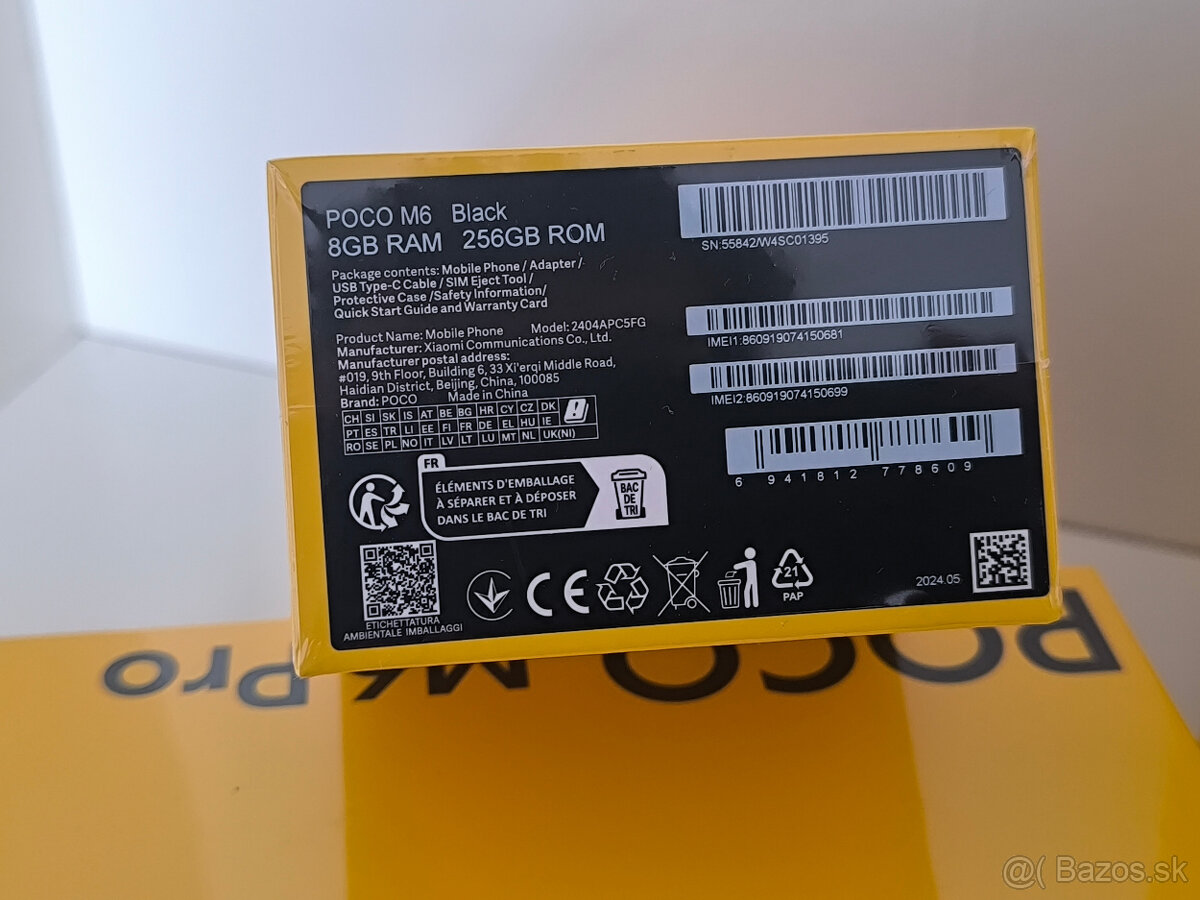 POCO M6 Black
8GB RAM 256GB ROM
Package contents: Mobile Phone / Adapter /
USB Type-C Cable / SIM Eject Tool /
Protective Case /Safety Information/
Quick Start Guide and Warranty Card
Product Name: Mobile Phone Model: 2404APC5FG
Manufacturer: Xiaomi Communications Co., Ltd.
Manufacturer postal address:
#019, 9th Floor, Building 6, 33 Xi'erqi Middle Road,
Haidian District, Beijing, China, 100085
Brand: POCO Made in China
CH SI SK IS AT BE BG HR CY CZ DK
PT ES TR LI EE FI FR DE EL HU IE
RO SE PL NO IT LV LT LU MT NL UK(NI)
SN:55842/W4SC01395
IMEI1:860919074150681
IMEI2:860919074150699
6 941812 778609
FR
ÉLÉMENTS D'EMBALLAGE
À SÉPARER ET À DÉPOSER
DANS LE BAC DE TRI
BAC
DE
TRI
ETICHETTATURA
AMBIENTALE IMBALLAGGI
CE
21
PAP
2024.05
POCO M6 Pro
@( Bazos.sk